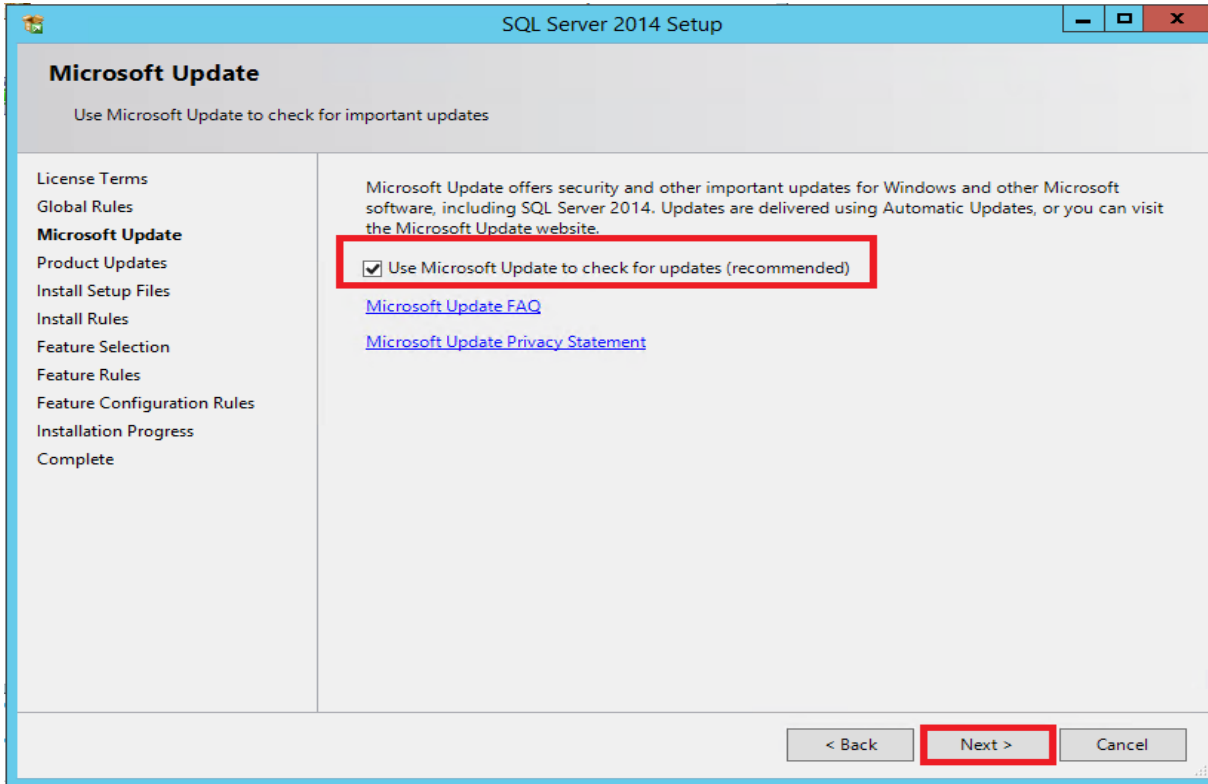 SQL Server 2014 Setup
Microsoft Update
Use Microsoft Update to check for important updates
License Terms
Global Rules
Microsoft Update
Product Updates
Install Setup Files
Install Rules
Feature Selection
Feature Rules
Feature Configuration Rules
Installation Progress
Complete
Microsoft Update offers security and other important updates for Windows and other Microsoft
software, including SQL Server 2014. Updates are delivered using Automatic Updates, or you can visit
the Microsoft Update website.
Use Microsoft Update to check for updates (recommended)
Microsoft Update FAQ
Microsoft Update Privacy Statement
< Back
Next >
Cancel